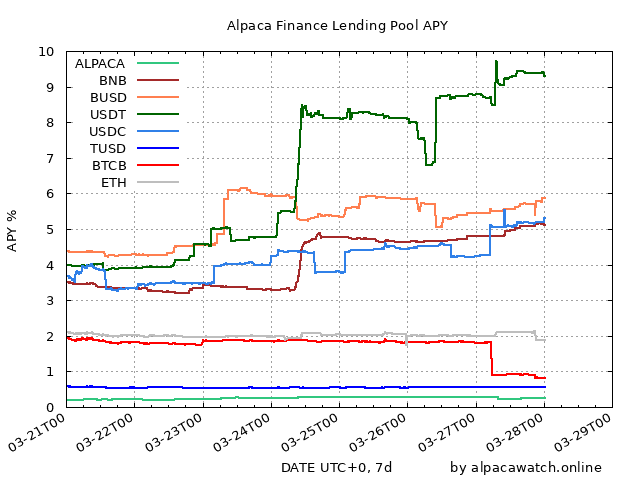 Alpaca Finance Lending Pool APY
10
9
8
7
6
5
4
3
2
1
0
APY %
ALPACA
BNB
BUSD
USDT
USDC
TUSD
BTCB
ETH
03-21T00
03-22T00
03-23T00
03-24T00
03-25T00
03-26T00
03-27T00
03-28T00
03-29T00
DATE UTC+0, 7d
by alpacawatch.online